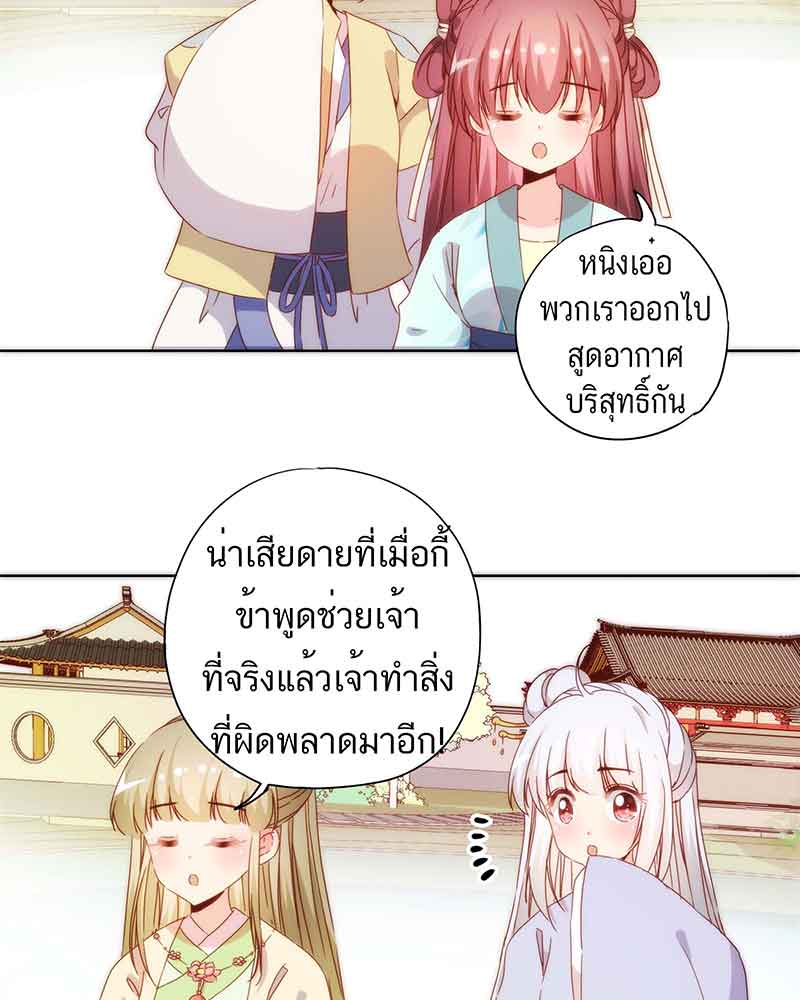 หนิงเอ๋อ
พวกเราออกไป
สูดอากาศ
บริสุทธิ์กัน
น่าเสียดายที่เมื่อกี้
ข้าพูดช่วยเจ้า
ที่จริงแล้วเจ้าทำสิ่ง
ที่ผิดพลาดมาอีก!